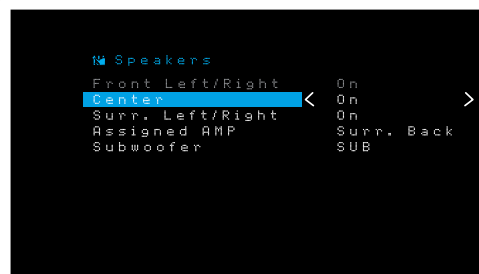 Speakers
Front Left/Right On
Center < On >
Surr. Left/Right On
Assigned AMP Surr. Back
Subwoofer SUB